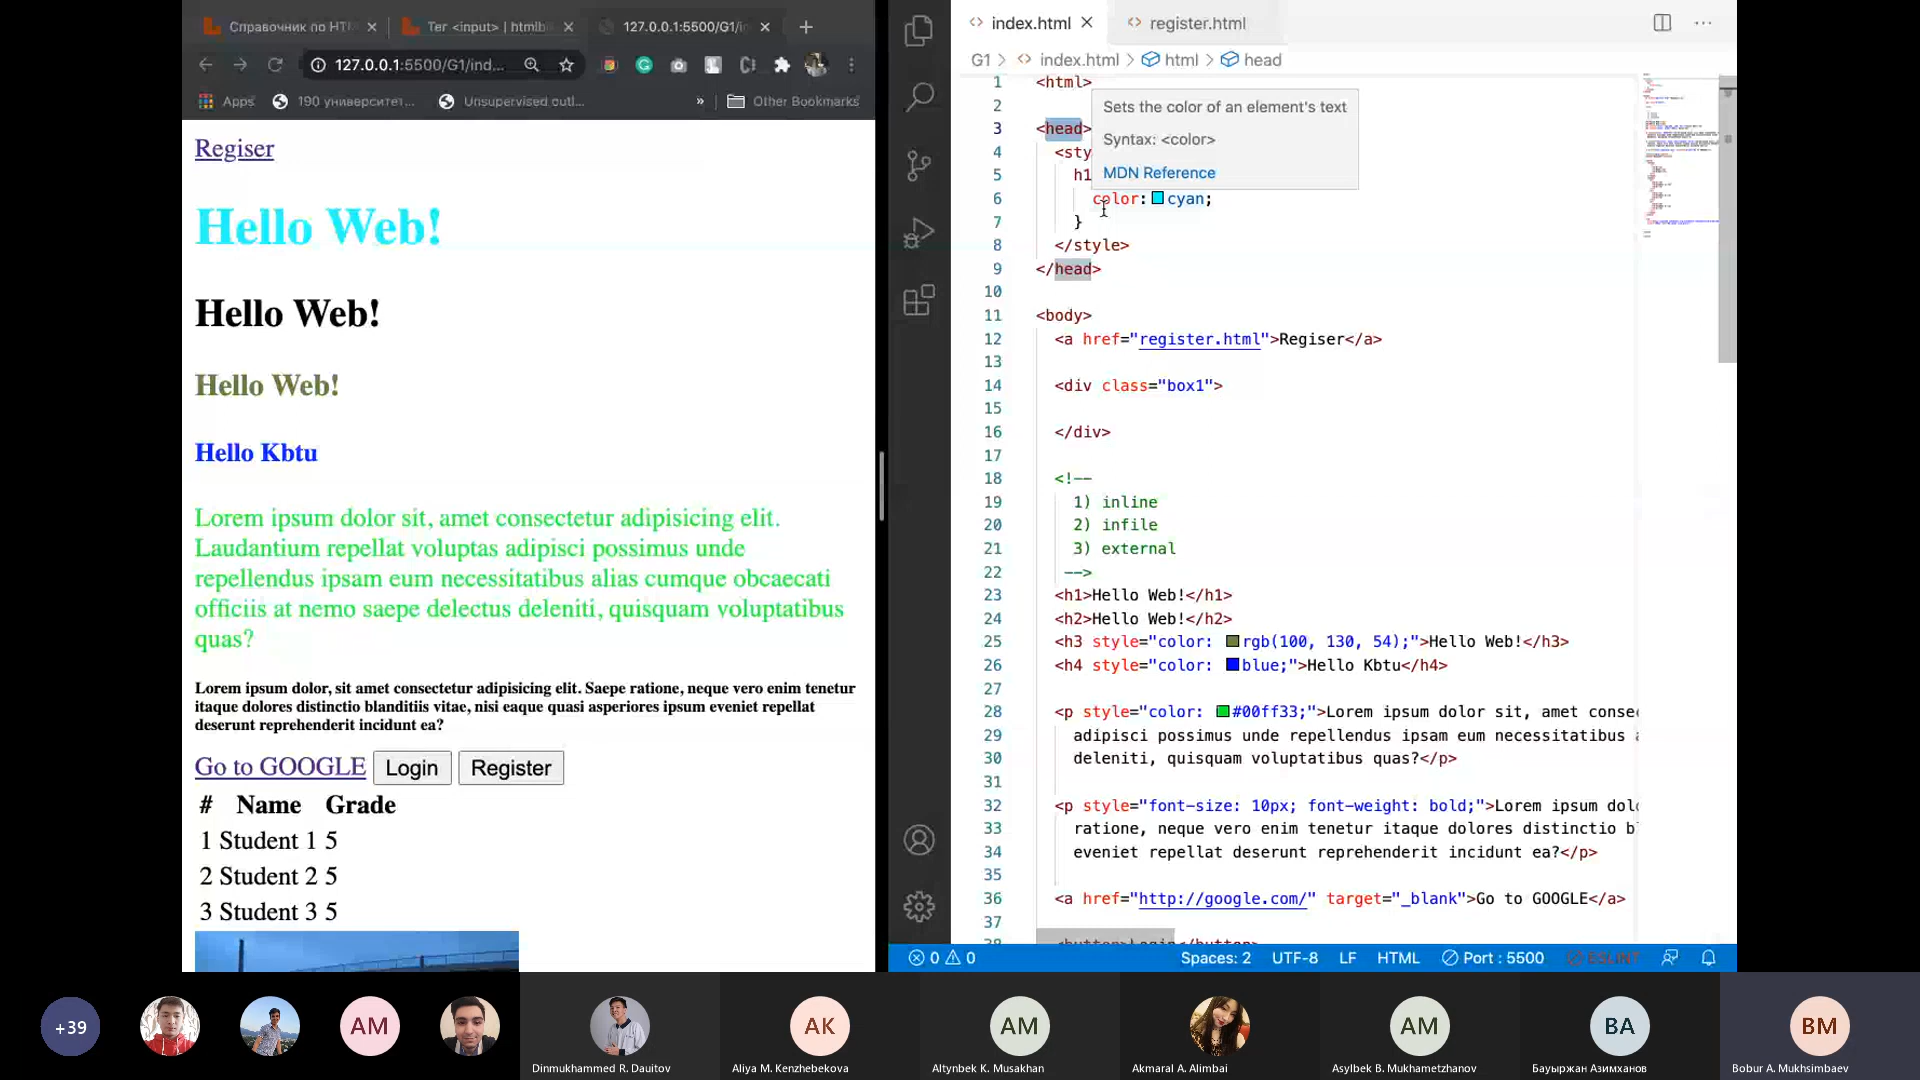 Справочник по HT
Тег <input> | htmlb
127.0.0.1:5500/G1/i
127.0.0.1:5500/G1/ind...
Apps
190 университет...
Unsupervised outl...
»
Other Bookmarks
Regiser
Hello Web!
Hello Web!
Hello Web!
Hello Kbtu
Lorem ipsum dolor sit, amet consectetur adipisicing elit.
Laudantium repellat voluptas adipisci possimus unde
repellendus ipsam eum necessitatibus alias cumque obcaecati
officiis at nemo saepe delectus deleniti, quisquam voluptatibus
quas?
Lorem ipsum dolor, sit amet consectetur adipisicing elit. Saepe ratione, neque vero enim tenetur
itaque dolores distinctio blanditiis vitae, nisi eaque quasi asperiores ipsum eveniet repellat
deserunt reprehenderit incidunt ea?
Go to GOOGLE Login Register
# Name Grade
1 Student 1 5
2 Student 2 5
3 Student 3 5
index.html
register.html
G1 > index.html > html > head
1 <html>
2
3 <head>
4 <sty
5 h1
6 color: cyan;
7 }
8 </style>
9 </head>
10
11 <body>
12 <a href="register.html">Regiser</a>
13
14 <div class="box1">
15
16 </div>
17
18 <!--
19 1) inline
20 2) infile
21 3) external
22 -->
23 <h1>Hello Web!</h1>
24 <h2>Hello Web!</h2>
25 <h3 style="color: rgb(100, 130, 54);">Hello Web!</h3>
26 <h4 style="color: blue;">Hello Kbtu</h4>
27
28 <p style="color: #00ff33;">Lorem ipsum dolor sit, amet conse
29 adipisci possimus unde repellendus ipsam eum necessitatibus a
30 deleniti, quisquam voluptatibus quas?</p>
31
32 <p style="font-size: 10px; font-weight: bold;">Lorem ipsum dol
33 ratione, neque vero enim tenetur itaque dolores distinctio b
34 eveniet repellat deserunt reprehenderit incidunt ea?</p>
35
36 <a href="http://google.com/" target="_blank">Go to GOOGLE</a>
37
38 <button>Login</button>
Sets the color of an element's text
Syntax: <color>
MDN Reference
0 0
Spaces: 2
UTF-8
LF
HTML
Port : 5500
ESLINT
+39
AM
Dinmukhammed R. Dauitov
AK
Aliya M. Kenzhebekova
AM
Altynbek K. Musakhan
Akmaral A. Alimbai
AM
Asylbek B. Mukhametzhanov
BA
Бауыржан Азимханов
BM
Bobur A. Mukhsimbaev